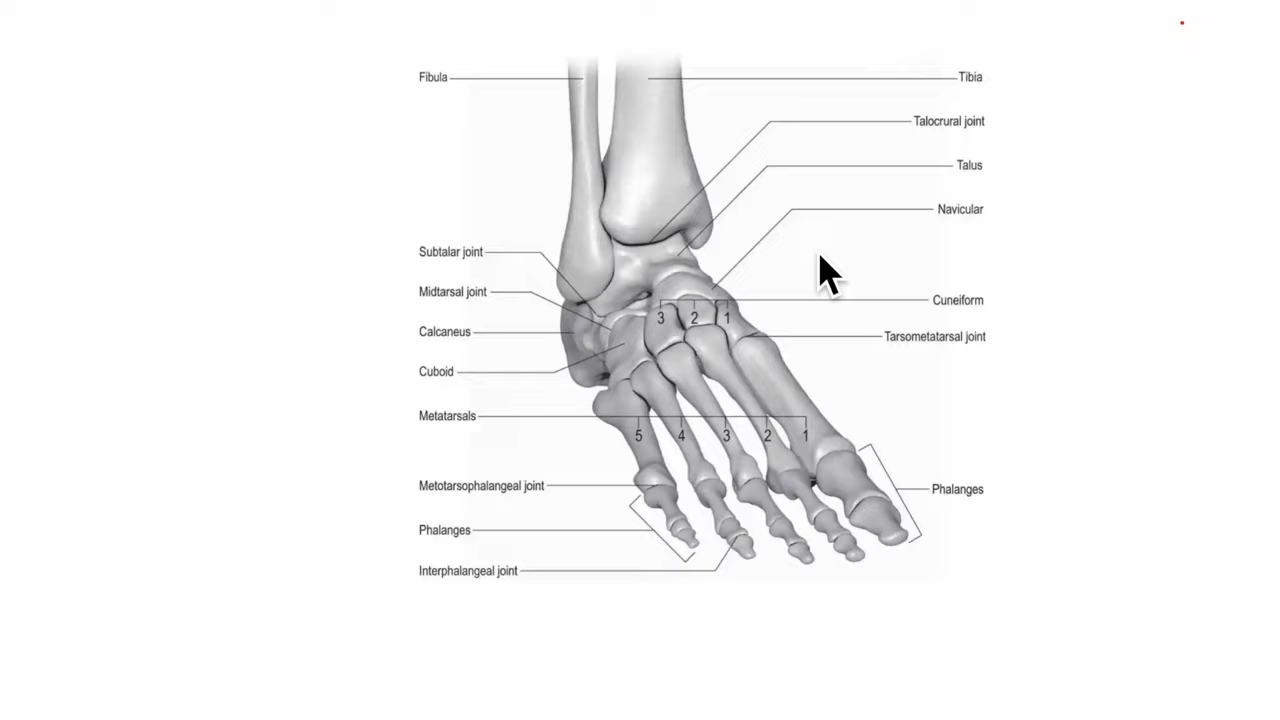 Fibula
Tibia
Talocrural joint
Talus
Navicular
Subtalar joint
Midtarsal joint
Cuneiform
3 2 1
Calcaneus
Tarsometatarsal joint
Cuboid
Metatarsals
5 4 3 2 1
Metotarsophalangeal joint
Phalanges
Phalanges
Interphalangeal joint